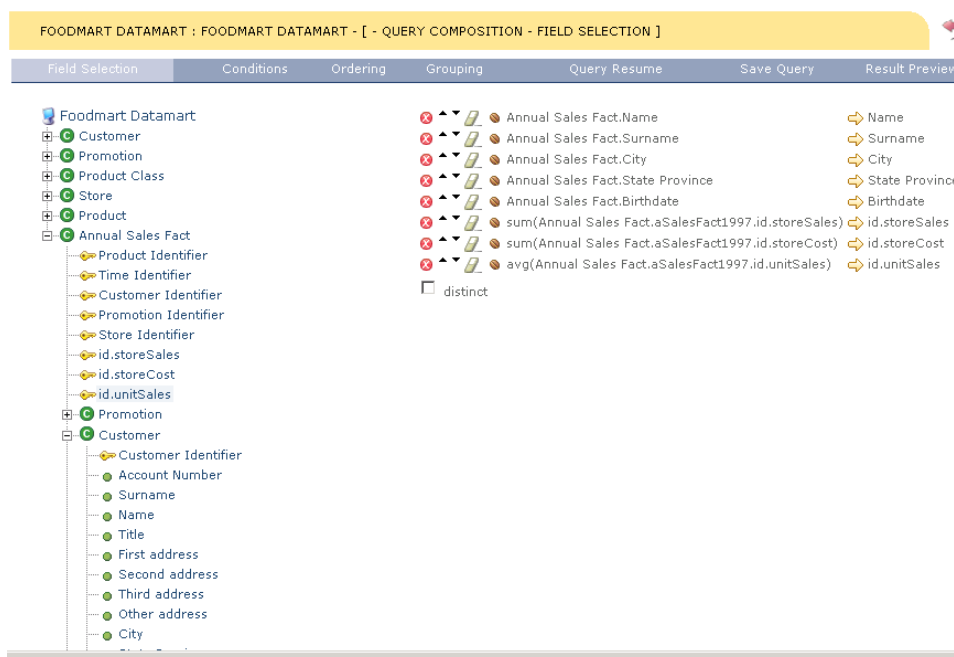 FOODMART DATAMART : FOODMART DATAMART - [ - QUERY COMPOSITION - FIELD SELECTION ]
Field Selection Conditions Ordering Grouping Query Resume Save Query Result Preview
Foodmart Datamart
Customer
Promotion
Product Class
Store
Product
Annual Sales Fact
Product Identifier
Time Identifier
Customer Identifier
Promotion Identifier
Store Identifier
id.storeSales
id.storeCost
id.unitSales
Promotion
Customer
Customer Identifier
Account Number
Surname
Name
Title
First address
Second address
Third address
Other address
City
Annual Sales Fact.Name Name
Annual Sales Fact.Surname Surname
Annual Sales Fact.City City
Annual Sales Fact.State Province State Province
Annual Sales Fact.Birthdate Birthdate
sum(Annual Sales Fact.aSalesFact1997.id.storeSales) id.storeSales
sum(Annual Sales Fact.aSalesFact1997.id.storeCost) id.storeCost
avg(Annual Sales Fact.aSalesFact1997.id.unitSales) id.unitSales
distinct